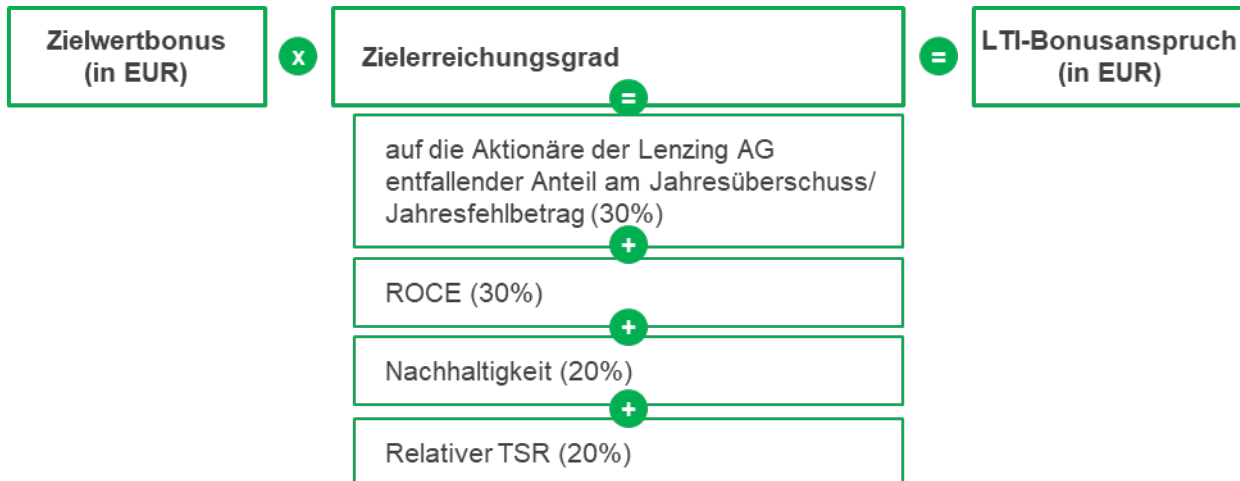 Zielwertbonus
(in EUR)
x
Zielerreichungsgrad
=
LTI-Bonusanspruch
(in EUR)
=
auf die Aktionäre der Lenzing AG
entfallender Anteil am Jahresüberschuss/
Jahresfehlbetrag (30%)
+
ROCE (30%)
+
Nachhaltigkeit (20%)
+
Relativer TSR (20%)